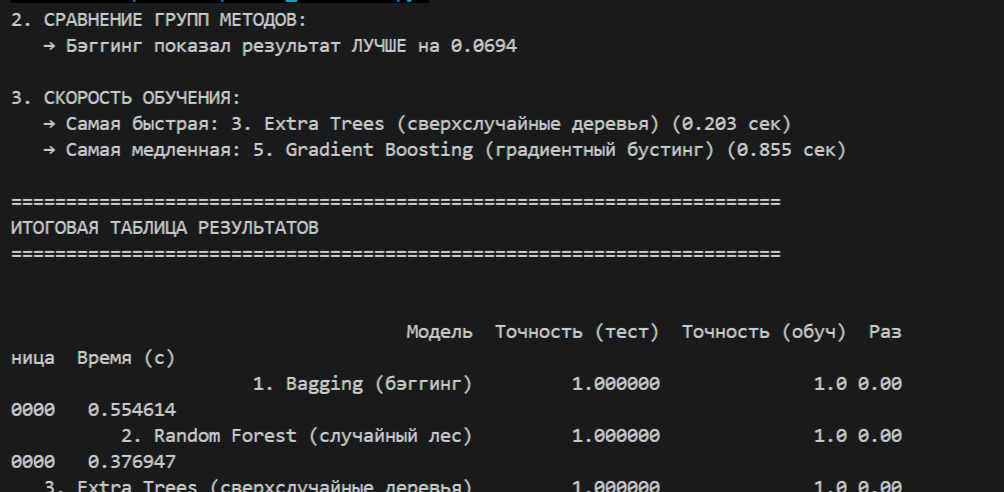 2. СРАВНЕНИЕ ГРУПП МЕТОДОВ:
→ Бэггинг показал результат ЛУЧШЕ на 0.0694
3. СКОРОСТЬ ОБУЧЕНИЯ:
→ Самая быстрая: 3. Extra Trees (сверхслучайные деревья) (0.203 сек)
→ Самая медленная: 5. Gradient Boosting (градиентный бустинг) (0.855 сек)
======================================================================
ИТОГОВАЯ ТАБЛИЦА РЕЗУЛЬТАТОВ
======================================================================
Модель Точность (тест) Точность (обуч) Раз
ница Время (с)
1. Bagging (бэггинг) 1.000000 1.0 0.00
0000 0.554614
2. Random Forest (случайный лес) 1.000000 1.0 0.00
0000 0.376947
3. Extra Trees (сверхслучайные деревья) 1.000000 1.0 0.00